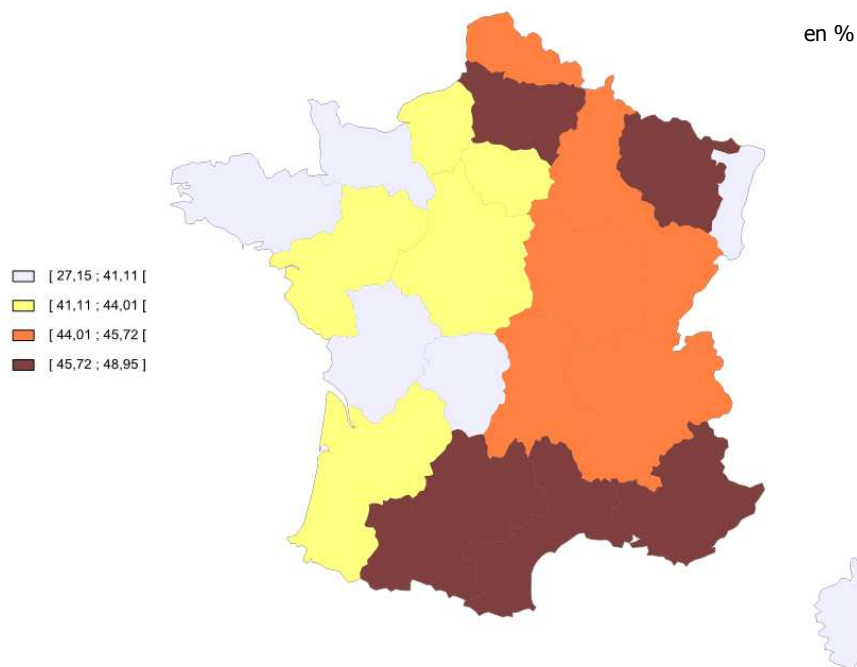 en %
[ 27,15 ; 41,11 [
[ 41,11 ; 44,01 [
[ 44,01 ; 45,72 [
[ 45,72 ; 48,95 ]